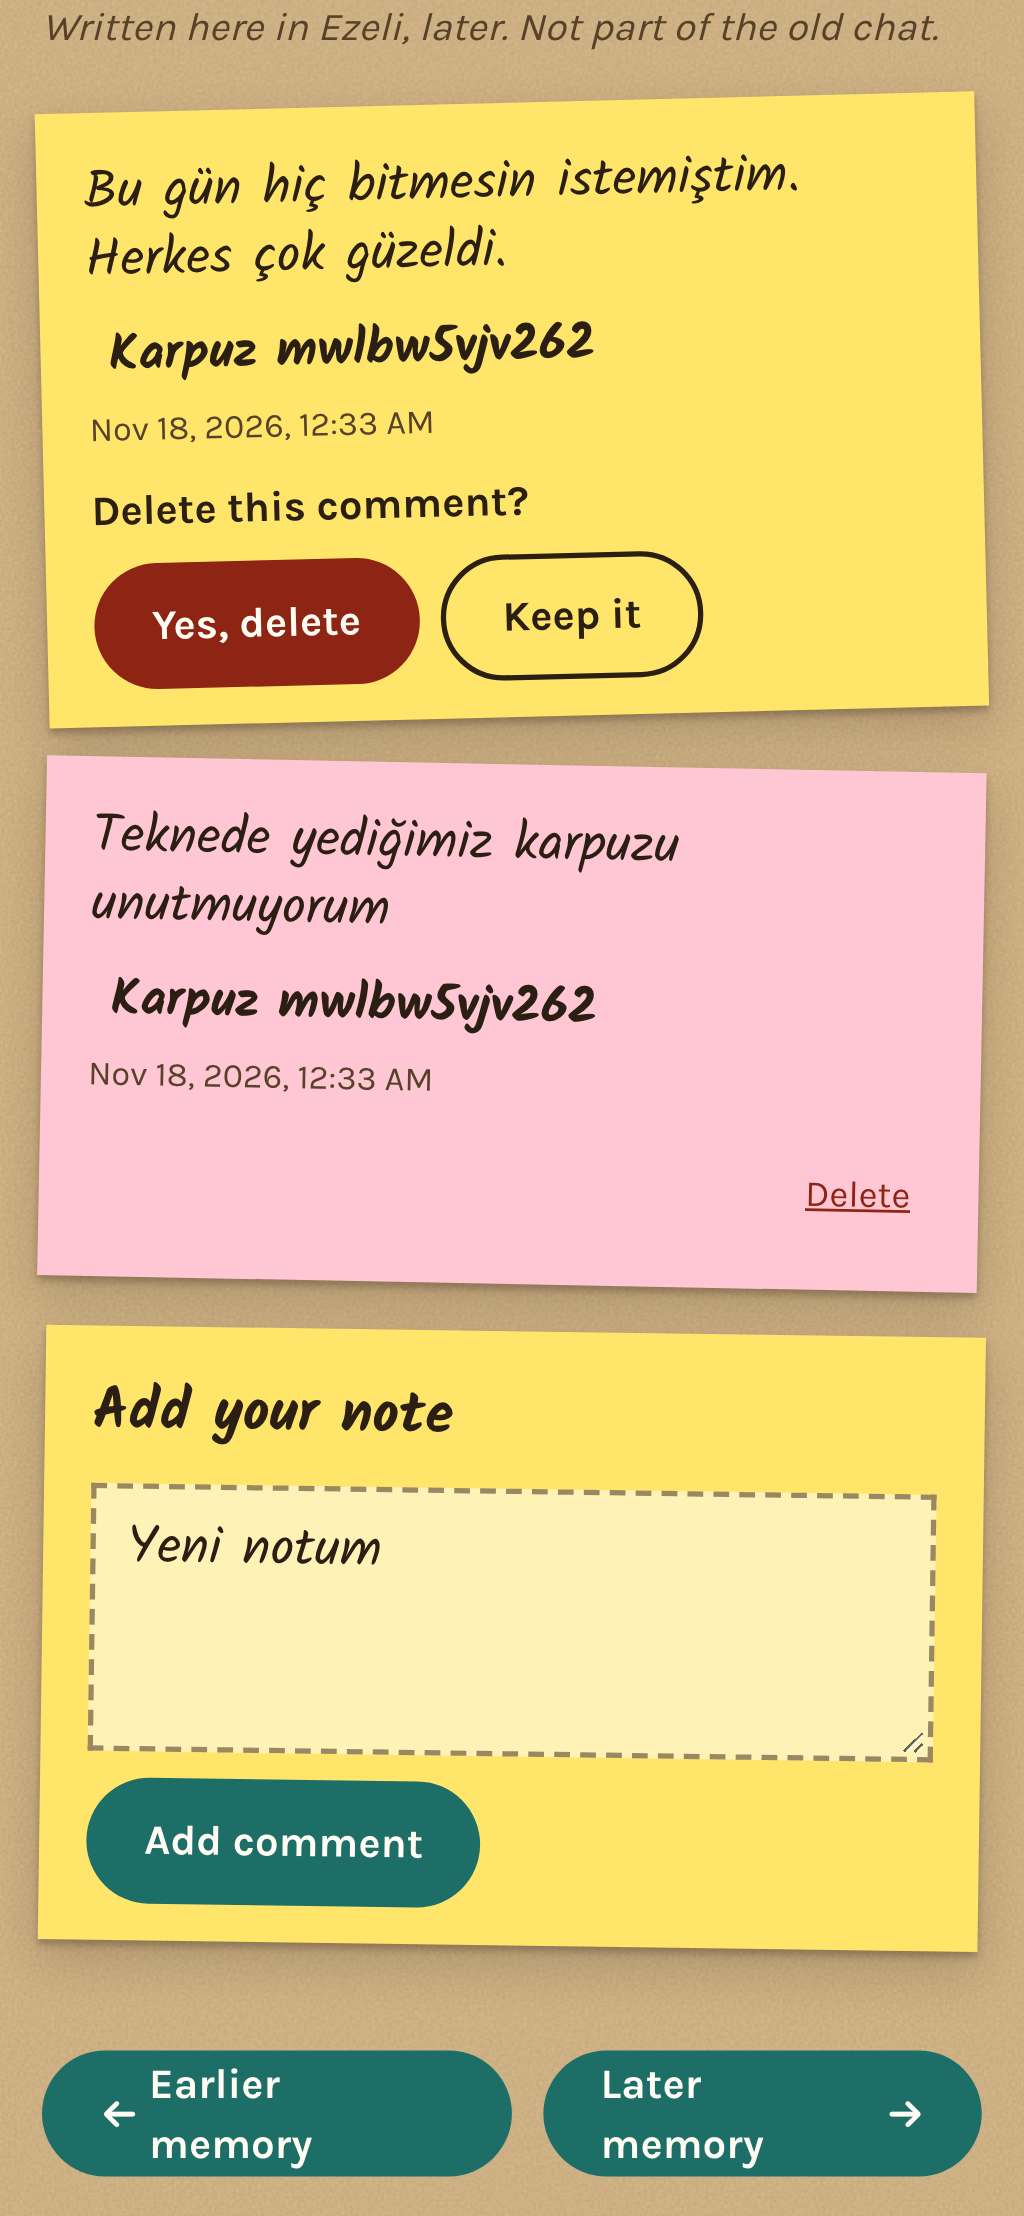 Written here in Ezeli, later. Not part of the old chat.
Bu gün hiç bitmesin istemiştim.
Herkes çok güzeldi.
Karpuz mwlbw5vjv262
Nov 18, 2026, 12:33 AM
Delete this comment?
Yes, delete
Keep it
Teknede yediğimiz karpuzu
unutmuyorum
Karpuz mwlbw5vjv262
Nov 18, 2026, 12:33 AM
Delete
Add your note
Yeni notum
Add comment
← Earlier
memory
Later
memory →